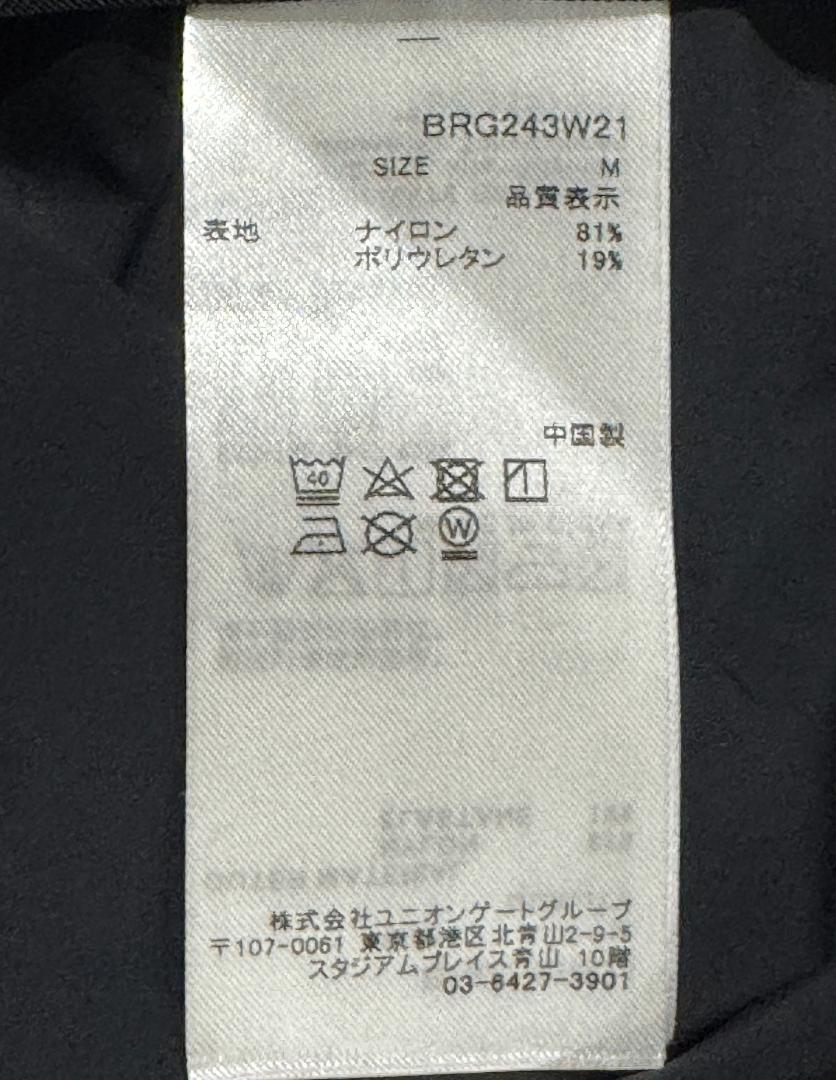 BRG243W21
SIZE M
品質表示
表地 ナイロン 81%
ポリウレタン 19%
中国製
40
W
株式会社ユニオンゲートグループ
〒107-0061 東京都港区北青山2-9-5
スタジアムプレイス青山 10階
03-6427-3901